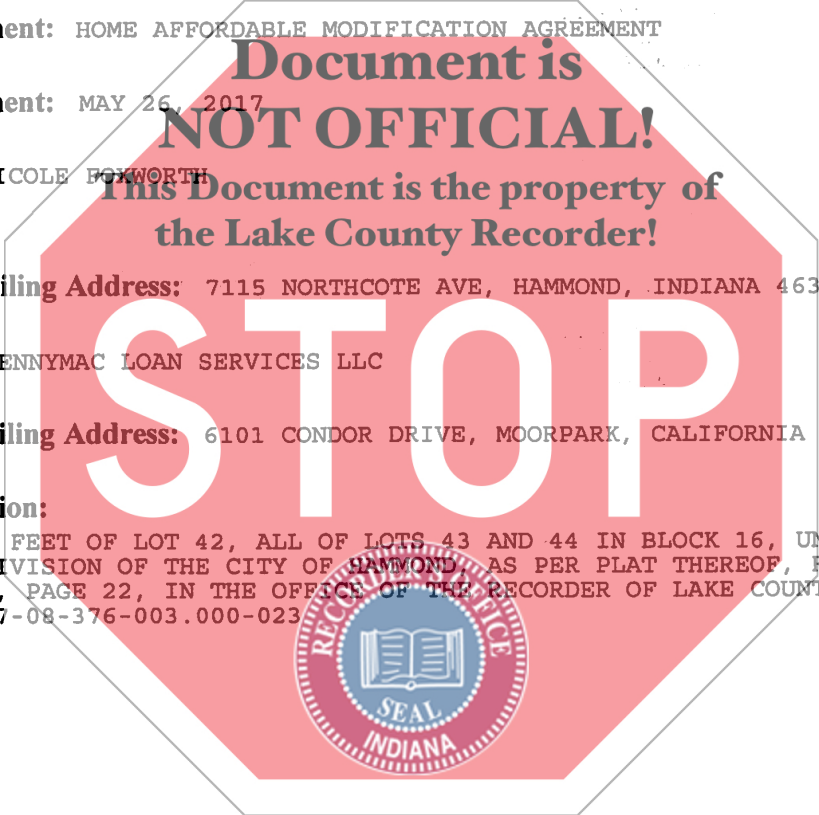 ent: HOME AFFORDABLE MODIFICATION AGREEMENT
Document is
ent: MAY 26, 2017
NOT OFFICIAL!
ICOLE FOXWORTH
This Document is the property of
the Lake County Recorder!
iling Address: 7115 NORTHCOTE AVE, HAMMOND, INDIANA 463
STOP
ENNYMAC LOAN SERVICES LLC
iling Address: 6101 CONDOR DRIVE, MOORPARK, CALIFORNIA
ion:
FEET OF LOT 42, ALL OF LOTS 43 AND 44 IN BLOCK 16, UN
IVISION OF THE CITY OF HAMMOND, AS PER PLAT THEREOF,
, PAGE 22, IN THE OFFICE OF THE RECORDER OF LAKE COUNT
7-08-376-003.000-023
RECORDER'S OFFICE
SEAL
INDIANA